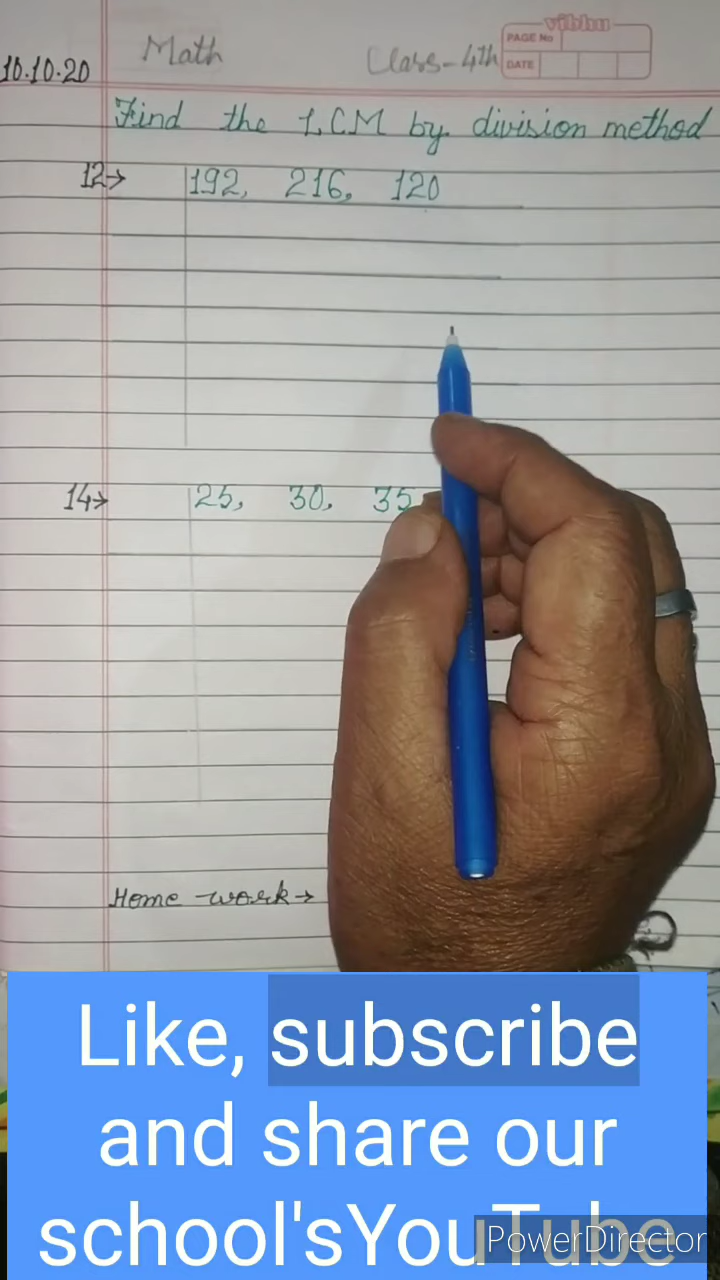 vibhu
PAGE No
DATE
10.10.20 Math Class-4th
Find the L.C.M by division method
12→ 192, 216, 120
14→ 25, 30, 35
Home work→
Like, subscribe
and share our
school'sYouTube
PowerDirector